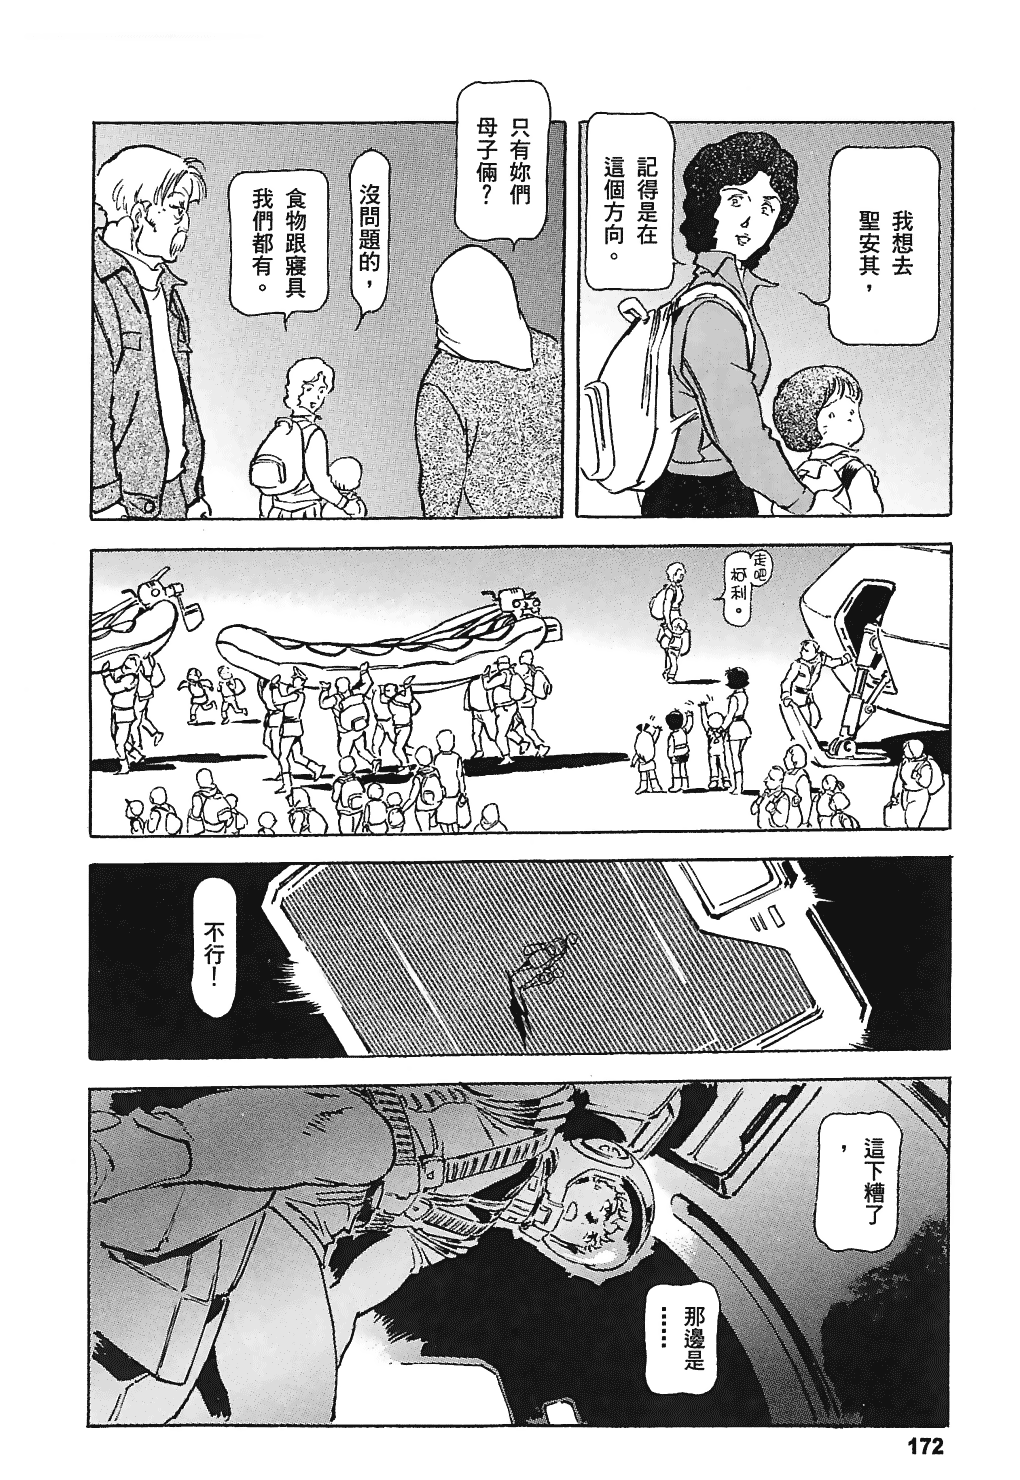 我想去
聖安其，
記得是在
這個方向。
只有妳們
母子倆？
沒問題的，
食物跟寢具
我們都有。
走吧
柯利。
不行！
這下糟了
，
那邊是
⋯⋯
172